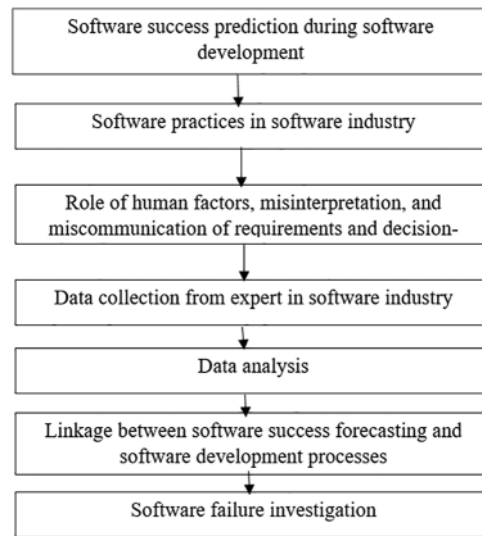 Software success prediction during software
development
Software practices in software industry
Role of human factors, misinterpretation, and
miscommunication of requirements and decision-
Data collection from expert in software industry
Data analysis
Linkage between software success forecasting and
software development processes
Software failure investigation